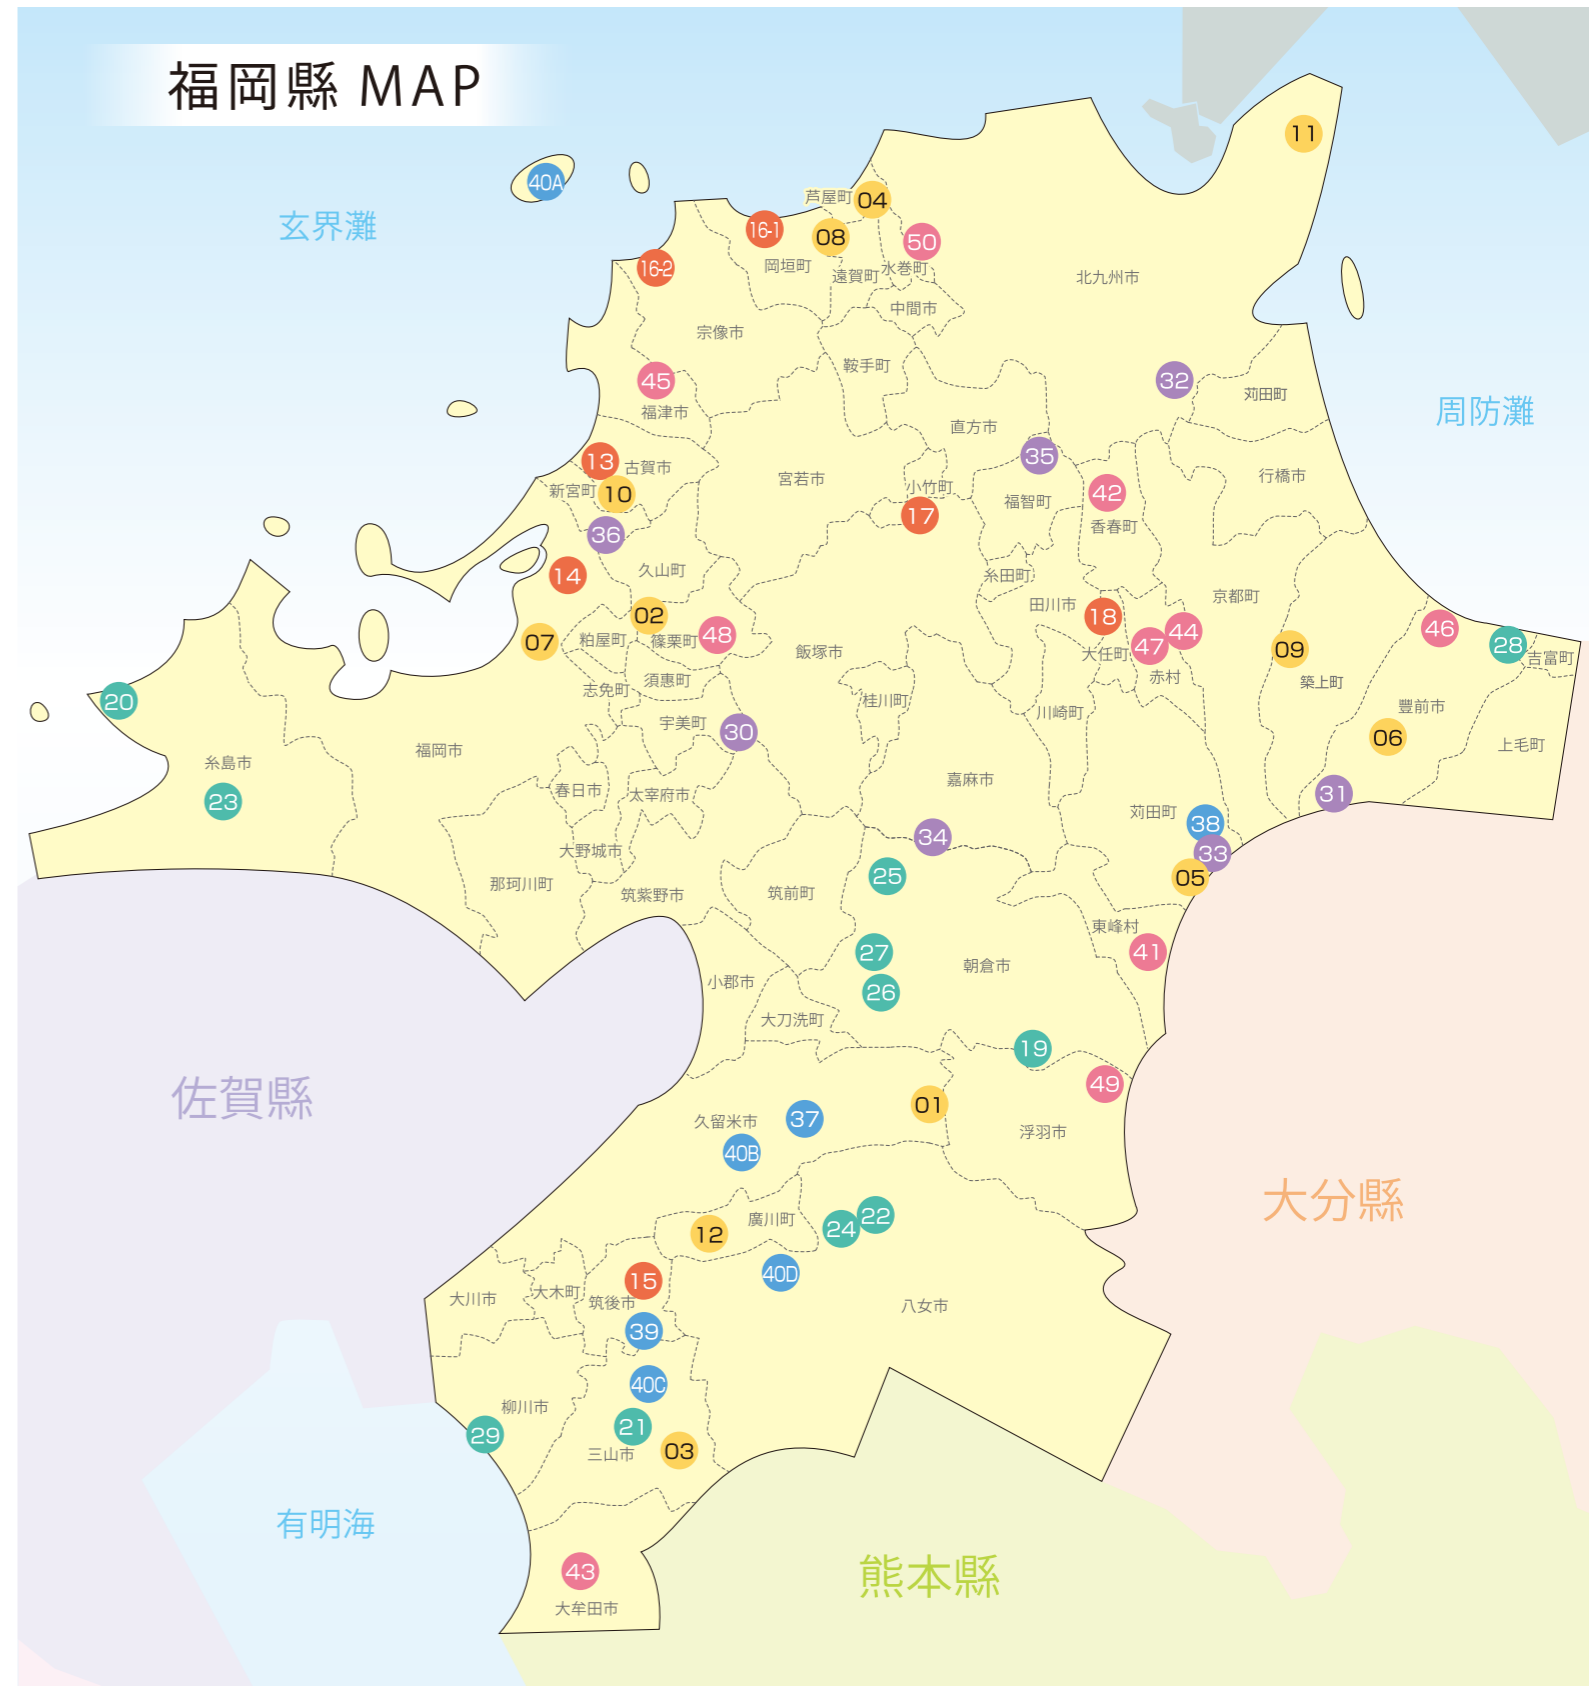 福岡縣 MAP
11
40A
芦屋町
04
玄界灘
16-1
08
50
岡垣町
遠賀町
水巻町
16-2
北九州市
中間市
宗像市
鞍手町
45
32
苅田町
福津市
周防灘
直方市
35
13
古賀市
新宮町
10
宮若市
小竹町
17
福智町
42
行橋市
香春町
36
14
久山町
糸田町
田川市
18
京都町
02
07
粕屋町
篠栗町
48
飯塚市
大任町
47
44
赤村
09
46
28
吉富町
須惠町
志免町
桂川町
川崎町
築上町
豐前市
20
宇美町
30
06
上毛町
糸島市
福岡市
23
春日市
太宰府市
嘉麻市
31
苅田町
38
34
33
大野城市
那珂川町
筑紫野市
筑前町
25
05
東峰村
41
27
朝倉市
小郡市
26
大刀洗町
19
佐賀縣
49
01
久留米市
37
40B
浮羽市
大分縣
12
廣川町
24
22
40D
15
大川市
大木町
筑後市
八女市
39
40C
柳川市
29
21
三山市
03
有明海
43
大牟田市
熊本縣